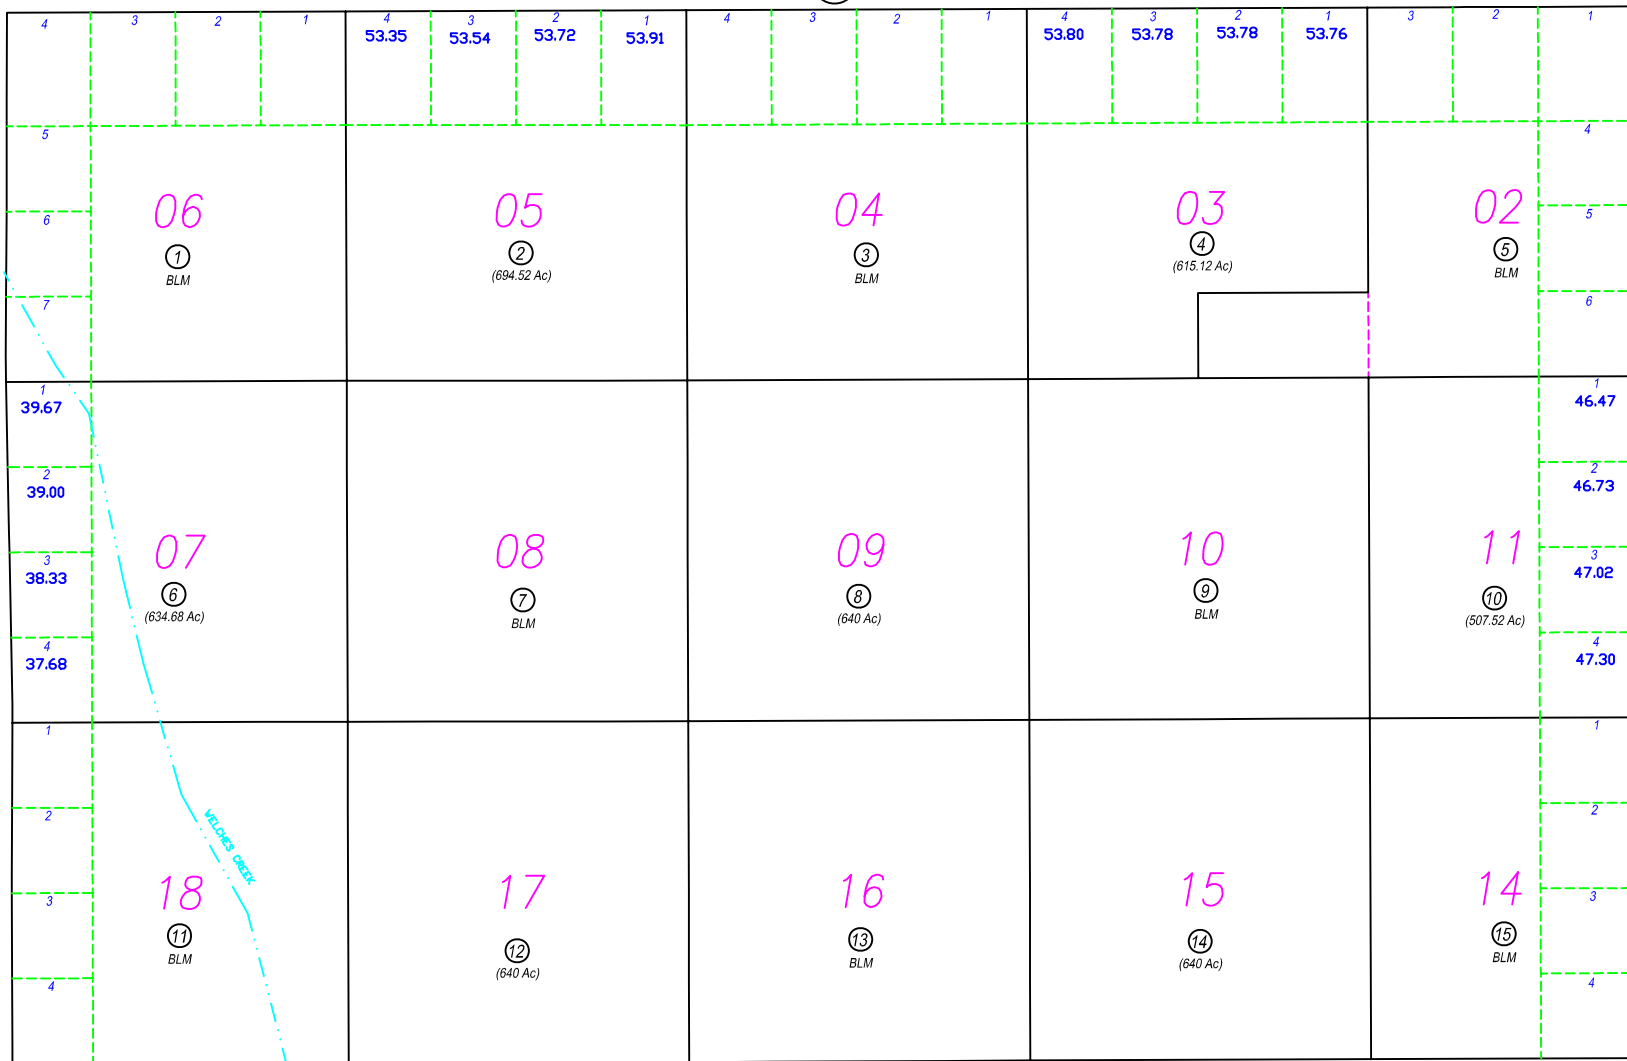 4 3 2 1 4 3 2 1 4 3 2 1 4 3 2 1 3 2 1
53.35 53.54 53.72 53.91 53.80 53.78 53.78 53.76
5 4
06 05 04 03 02
6 5
1 2 3 4 5
BLM (694.52 Ac) BLM (615.12 Ac) BLM
7 6
1 1
39.67 46.47
2 2
39.00 46.73
07 08 09 10 11
3 3
38.33 47.02
6 7 8 9 10
(634.68 Ac) BLM (640 Ac) BLM (507.52 Ac)
4 4
37.68 47.30
1 1
2 2
WELCHES CREEK
18 17 16 15 14
3 3
11 12 13 14 15
BLM (640 Ac) BLM (640 Ac) BLM
4 4